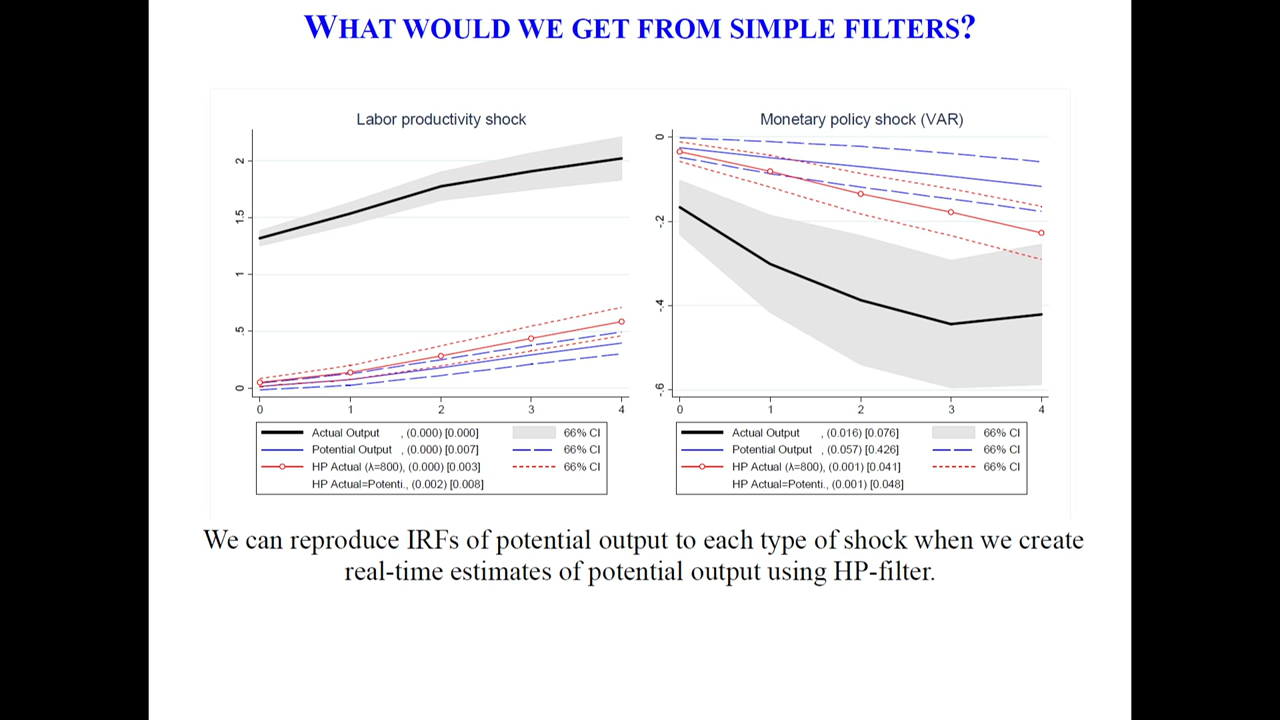 WHAT WOULD WE GET FROM SIMPLE FILTERS?
Labor productivity shock
2
1.5
1
.5
0
0 1 2 3 4
Actual Output , (0.000) [0.000] 66% CI
Potential Output , (0.000) [0.007] 66% CI
HP Actual (λ=800), (0.000) [0.003] 66% CI
HP Actual=Potenti., (0.002) [0.008]
Monetary policy shock (VAR)
0
-.2
-.4
-.6
0 1 2 3 4
Actual Output , (0.016) [0.076] 66% CI
Potential Output , (0.057) [0.426] 66% CI
HP Actual (λ=800), (0.001) [0.041] 66% CI
HP Actual=Potenti., (0.001) [0.048]
We can reproduce IRFs of potential output to each type of shock when we create
real-time estimates of potential output using HP-filter.